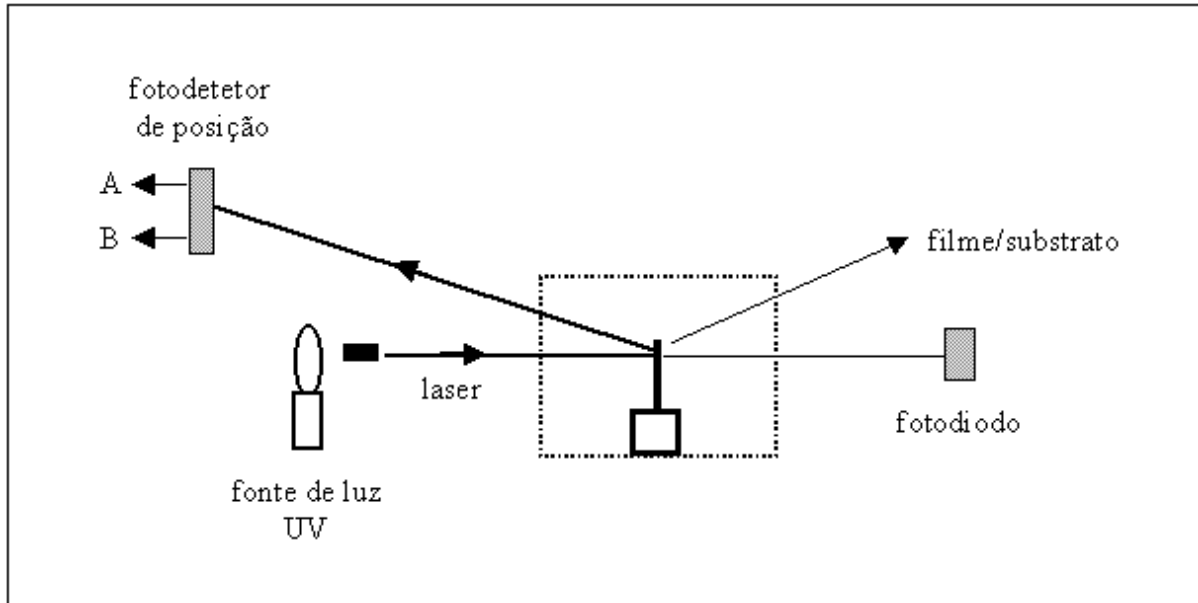 fotodetetor
de posição
A
B
filme/substrato
laser
fotodiodo
fonte de luz
UV